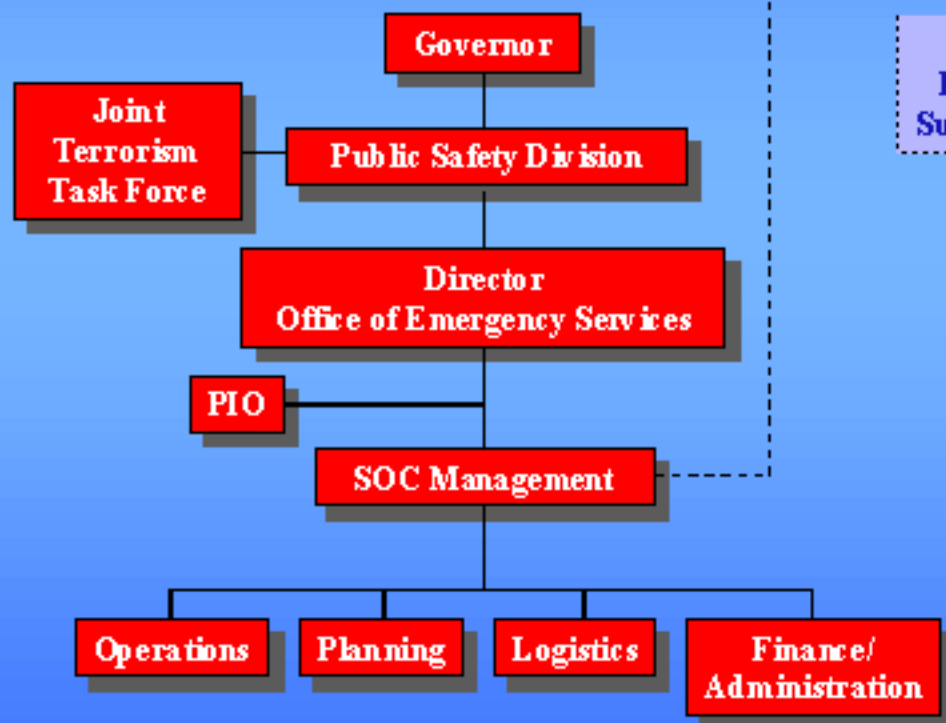 Governor
Joint
Terrorism
Task Force
Public Safety Division
Director
Office of Emergency Services
PIO
SOC Management
Operations
Planning
Logistics
Finance/
Administration